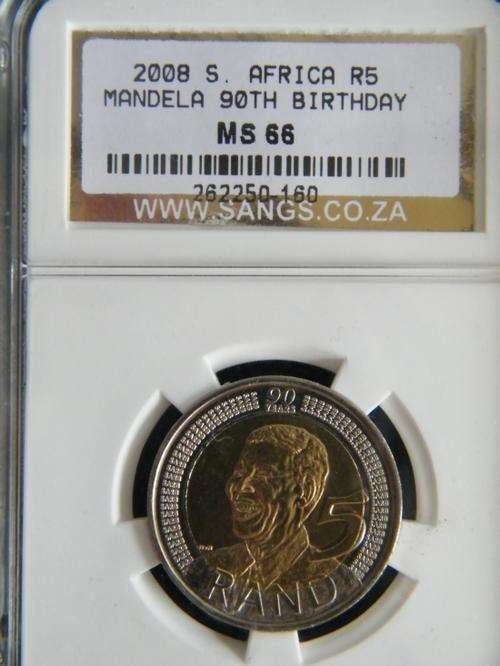 2008 S. AFRICA R5
MANDELA 90TH BIRTHDAY
MS 66
262250-160
WWW.SANGS.CO.ZA
90
YEARS
5
RAND